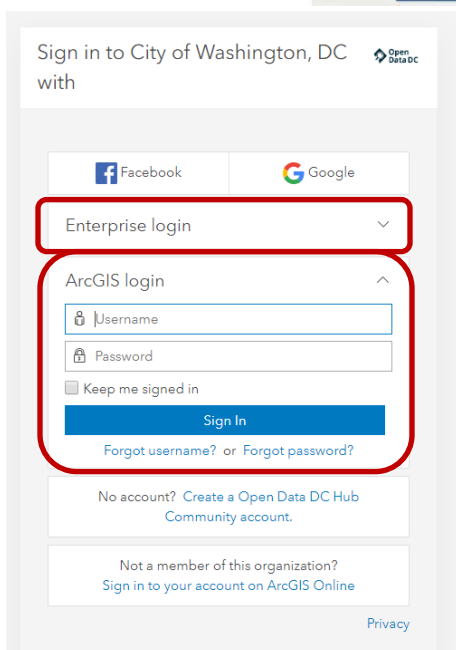 Sign in to City of Washington, DC
with
Open
Data DC
Facebook
Google
Enterprise login
ArcGIS login
Username
Password
Keep me signed in
Sign In
Forgot username? or Forgot password?
No account? Create a Open Data DC Hub
Community account.
Not a member of this organization?
Sign in to your account on ArcGIS Online
Privacy